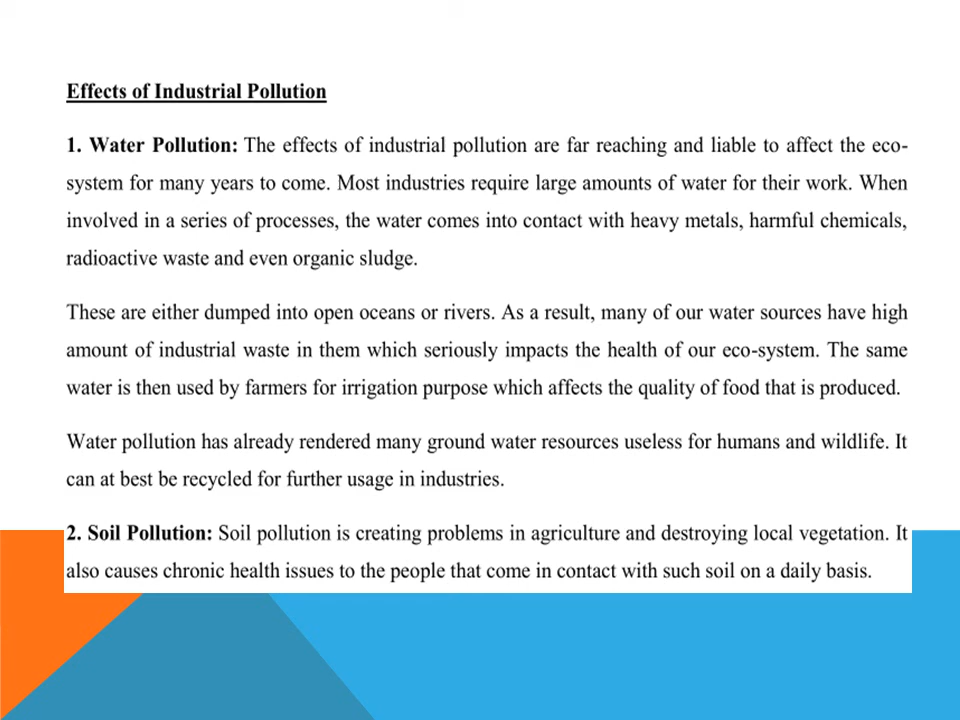 Effects of Industrial Pollution
1. Water Pollution: The effects of industrial pollution are far reaching and liable to affect the eco-
system for many years to come. Most industries require large amounts of water for their work. When
involved in a series of processes, the water comes into contact with heavy metals, harmful chemicals,
radioactive waste and even organic sludge.
These are either dumped into open oceans or rivers. As a result, many of our water sources have high
amount of industrial waste in them which seriously impacts the health of our eco-system. The same
water is then used by farmers for irrigation purpose which affects the quality of food that is produced.
Water pollution has already rendered many ground water resources useless for humans and wildlife. It
can at best be recycled for further usage in industries.
2. Soil Pollution: Soil pollution is creating problems in agriculture and destroying local vegetation. It
also causes chronic health issues to the people that come in contact with such soil on a daily basis.